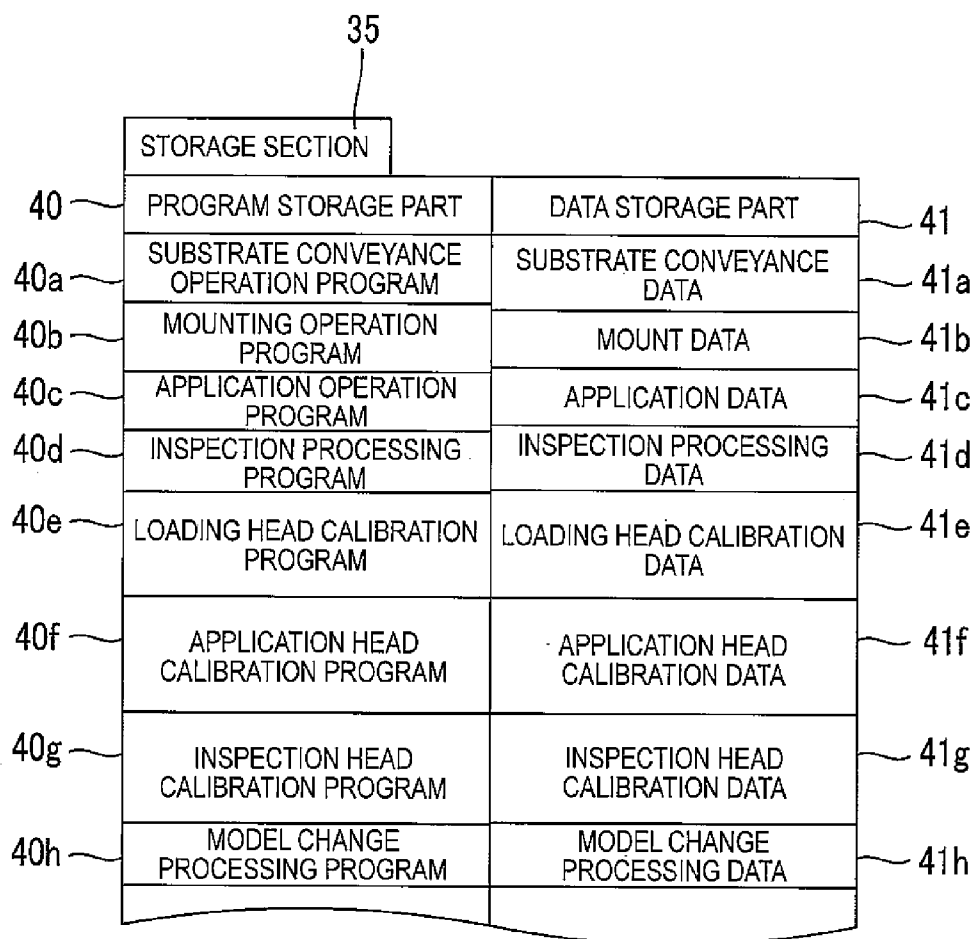 35
STORAGE SECTION
40 PROGRAM STORAGE PART DATA STORAGE PART 41
40a SUBSTRATE CONVEYANCE OPERATION PROGRAM SUBSTRATE CONVEYANCE DATA 41a
40b MOUNTING OPERATION PROGRAM MOUNT DATA 41b
40c APPLICATION OPERATION PROGRAM APPLICATION DATA 41c
40d INSPECTION PROCESSING PROGRAM INSPECTION PROCESSING DATA 41d
40e LOADING HEAD CALIBRATION PROGRAM LOADING HEAD CALIBRATION DATA 41e
40f APPLICATION HEAD CALIBRATION PROGRAM APPLICATION HEAD CALIBRATION DATA 41f
40g INSPECTION HEAD CALIBRATION PROGRAM INSPECTION HEAD CALIBRATION DATA 41g
40h MODEL CHANGE PROCESSING PROGRAM MODEL CHANGE PROCESSING DATA 41h